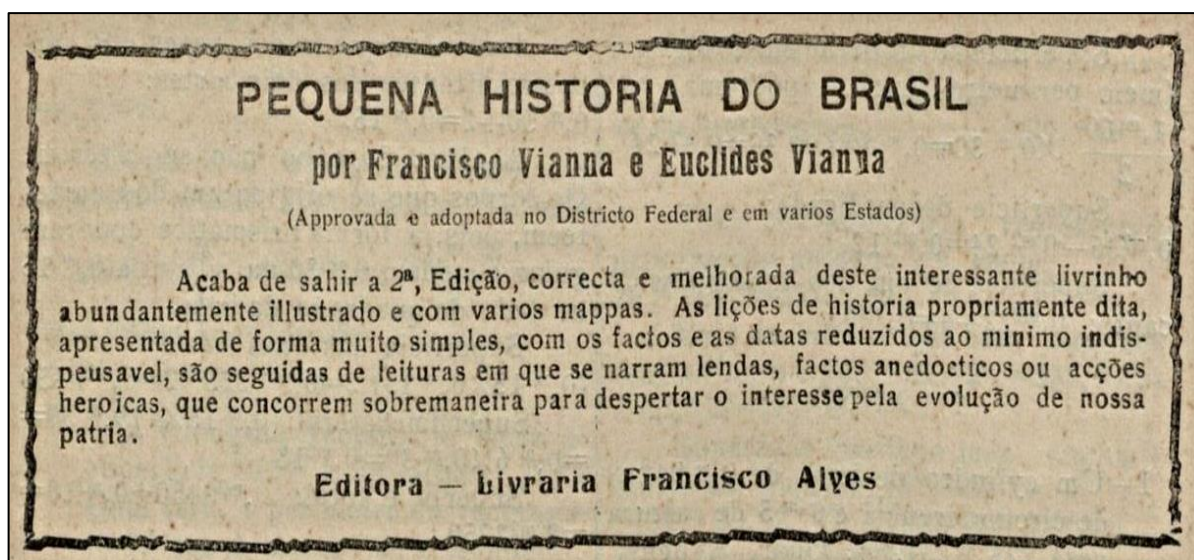 PEQUENA HISTORIA DO BRASIL
por Francisco Vianna e Euclides Vianna
(Approvada e adoptada no Districto Federal e em varios Estados)
Acaba de sahir a 2ª, Edição, correcta e melhorada deste interessante livrinho
abundantemente illustrado e com varios mappas. As lições de historia propriamente dita,
apresentada de forma muito simples, com os factos e as datas reduzidos ao minimo indis-
peusavel, são seguidas de leituras em que se narram lendas, factos anedocticos ou acções
heroicas, que concorrem sobremaneira para despertar o interesse pela evolução de nossa
patria.
Editora — Livraria Francisco Alves